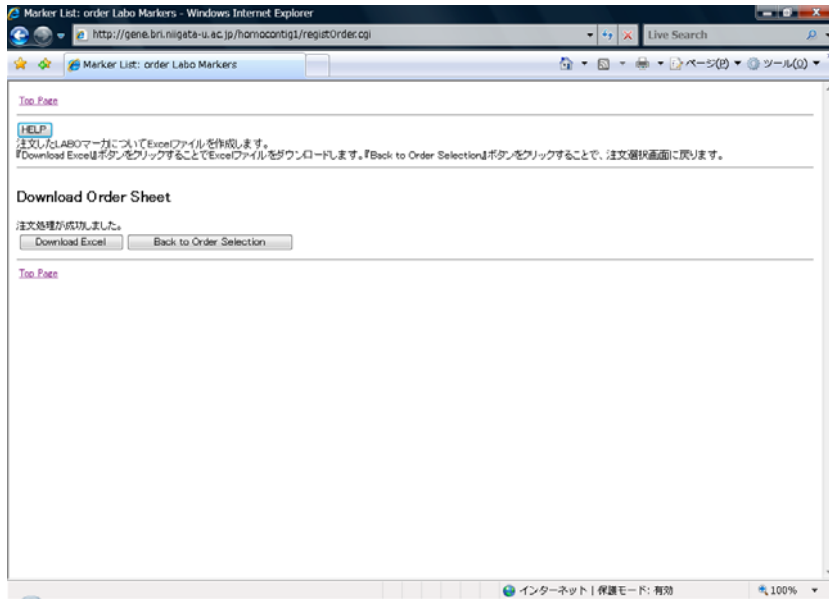 Marker List: order Labo Markers - Windows Internet Explorer
http://gene.bri.niigata-u.ac.jp/homocontig1/registOrder.cgi
Live Search
Marker List: order Labo Markers
ページ(P)
ツール(O)
Top Page
HELP
注文したLABOマーカについてExcelファイルを作成します。
『Download Excel』ボタンをクリックすることでExcelファイルをダウンロードします。『Back to Order Selection』ボタンをクリックすることで、注文選択画面に戻ります。
Download Order Sheet
注文処理が成功しました。
Download Excel
Back to Order Selection
Top Page
インターネット | 保護モード: 有効
100%